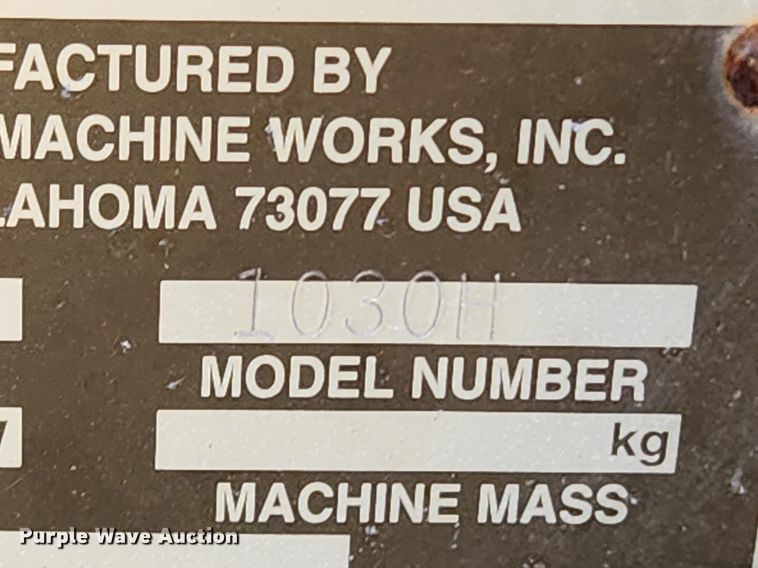 FACTURED BY
MACHINE WORKS, INC.
LAHOMA 73077 USA
1030H
MODEL NUMBER
kg
MACHINE MASS
Purple Wave Auction